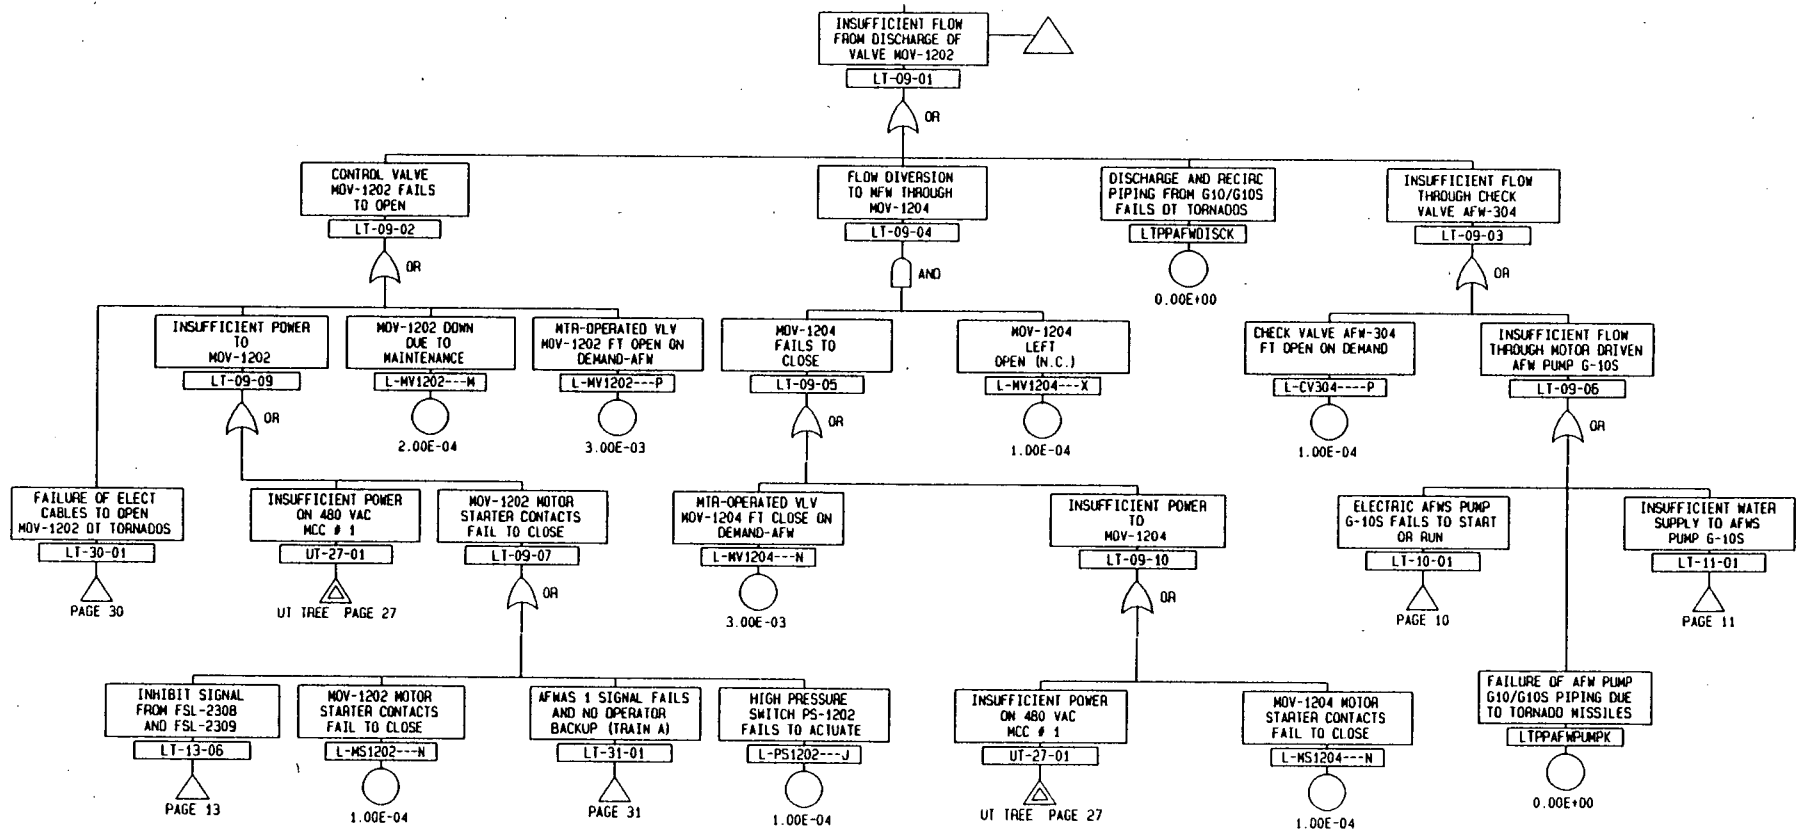 INSUFFICIENT FLOW
FROM DISCHARGE OF
VALVE MOV-1202
LT-09-01
OR
CONTROL VALVE
MOV-1202 FAILS
TO OPEN
LT-09-02
OR
FLOW DIVERSION
TO MFW THROUGH
MOV-1204
LT-09-04
AND
DISCHARGE AND RECIRC
PIPING FROM G10/G10S
FAILS DT TORNADOS
LTPPAFWDISCK
0.00E+00
INSUFFICIENT FLOW
THROUGH CHECK
VALVE AFW-304
LT-09-03
OR
INSUFFICIENT POWER
TO
MOV-1202
LT-09-09
OR
MOV-1202 DOWN
DUE TO
MAINTENANCE
L-MV1202---M
2.00E-04
MTR-OPERATED VLV
MOV-1202 FT OPEN ON
DEMAND-AFW
L-MV1202---P
3.00E-03
MOV-1204
FAILS TO
CLOSE
LT-09-05
OR
MOV-1204
LEFT
OPEN (N.C.)
L-MV1204---X
1.00E-04
CHECK VALVE AFW-304
FT OPEN ON DEMAND
L-CV304----P
1.00E-04
INSUFFICIENT FLOW
THROUGH MOTOR DRIVEN
AFW PUMP G-10S
LT-09-06
OR
FAILURE OF ELECT
CABLES TO OPEN
MOV-1202 DT TORNADOS
LT-30-01
PAGE 30
INSUFFICIENT POWER
ON 480 VAC
MCC # 1
UT-27-01
UT TREE PAGE 27
MOV-1202 MOTOR
STARTER CONTACTS
FAIL TO CLOSE
LT-09-07
OR
MTR-OPERATED VLV
MOV-1204 FT CLOSE ON
DEMAND-AFW
L-MV1204---N
3.00E-03
INSUFFICIENT POWER
TO
MOV-1204
LT-09-10
OR
ELECTRIC AFWS PUMP
G-10S FAILS TO START
OR RUN
LT-10-01
PAGE 10
INSUFFICIENT WATER
SUPPLY TO AFWS
PUMP G-10S
LT-11-01
PAGE 11
INHIBIT SIGNAL
FROM FSL-2308
AND FSL-2309
LT-13-06
PAGE 13
MOV-1202 MOTOR
STARTER CONTACTS
FAIL TO CLOSE
L-MS1202---N
1.00E-04
AFWAS 1 SIGNAL FAILS
AND NO OPERATOR
BACKUP (TRAIN A)
LT-31-01
PAGE 31
HIGH PRESSURE
SWITCH PS-1202
FAILS TO ACTUATE
L-PS1202---J
1.00E-04
INSUFFICIENT POWER
ON 480 VAC
MCC # 1
UT-27-01
UT TREE PAGE 27
MOV-1204 MOTOR
STARTER CONTACTS
FAIL TO CLOSE
L-MS1204---N
1.00E-04
FAILURE OF AFW PUMP
G10/G10S PIPING DUE
TO TORNADO MISSILES
LTPPAFWPUMPK
0.00E+00